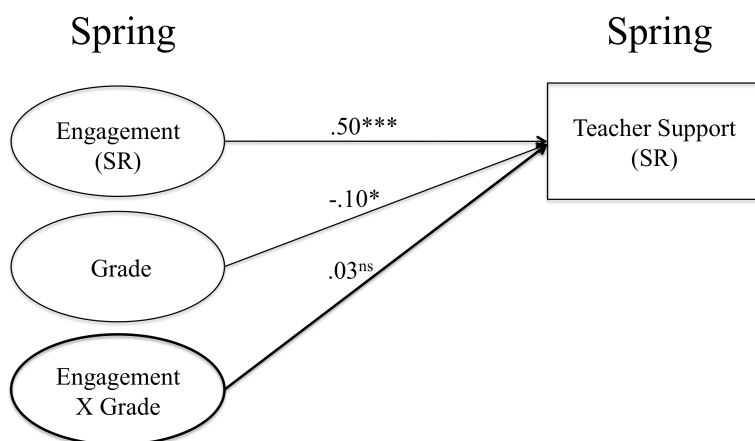 Spring
Spring
Engagement
(SR)
.50***
Teacher Support
(SR)
-.10*
Grade
.03ns
Engagement
X Grade